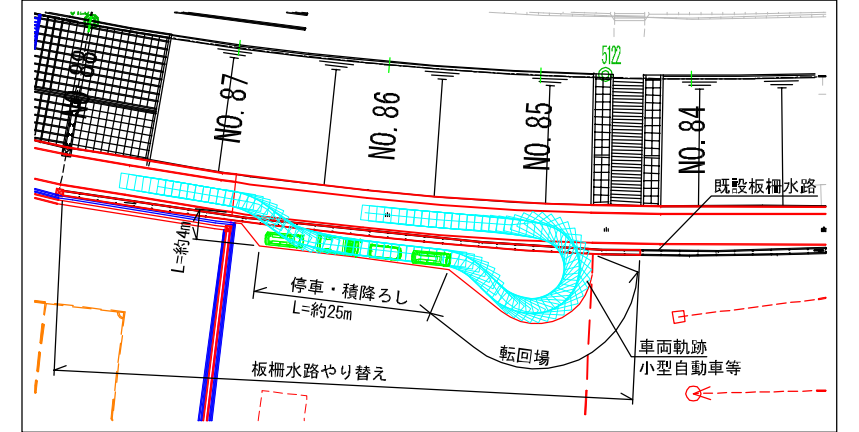 5122
NO. 88
NO. 87
NO. 86
NO. 85
NO. 84
既設板柵水路
L=約4m
停車・積降ろし
L=約25m
転回場
車両軌跡
小型自動車等
板柵水路やり替え